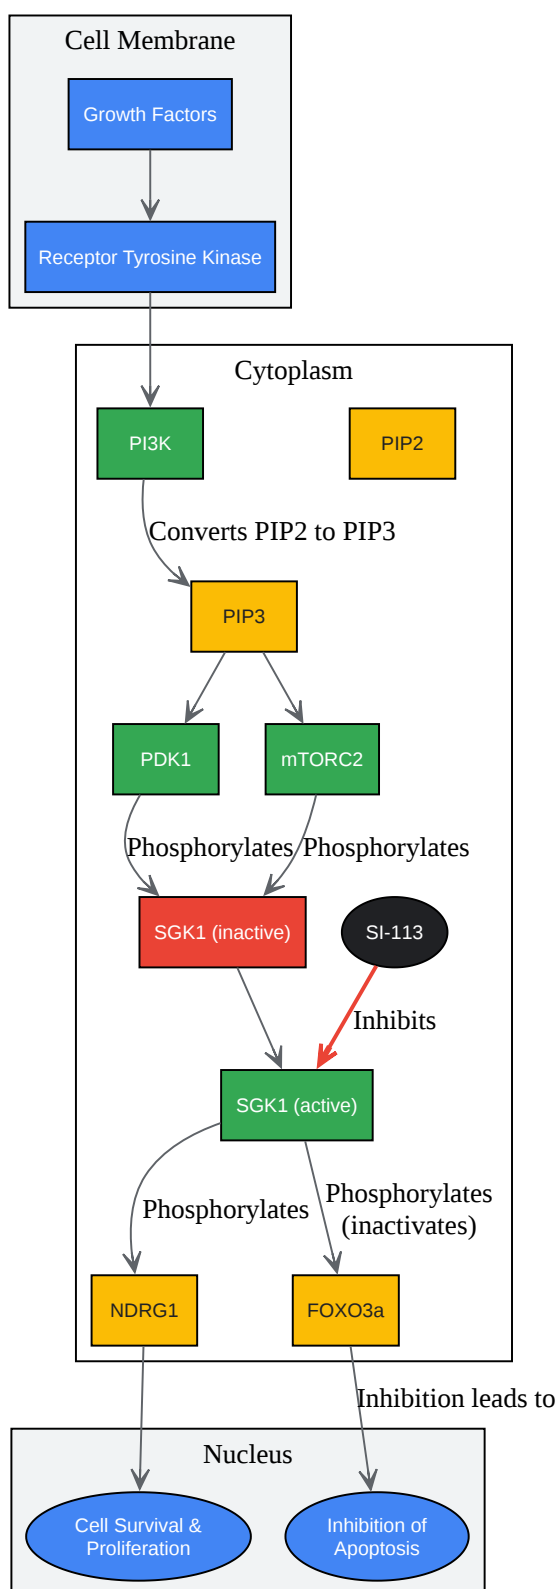 Cell Membrane
Growth Factors
Receptor Tyrosine Kinase
Cytoplasm
PI3K
PIP2
Converts PIP2 to PIP3
PIP3
PDK1
mTORC2
Phosphorylates
Phosphorylates
SGK1 (inactive)
SI-113
Inhibits
SGK1 (active)
Phosphorylates
Phosphorylates
(inactivates)
NDRG1
FOXO3a
Inhibition leads to
Nucleus
Cell Survival &
Proliferation
Inhibition of
Apoptosis